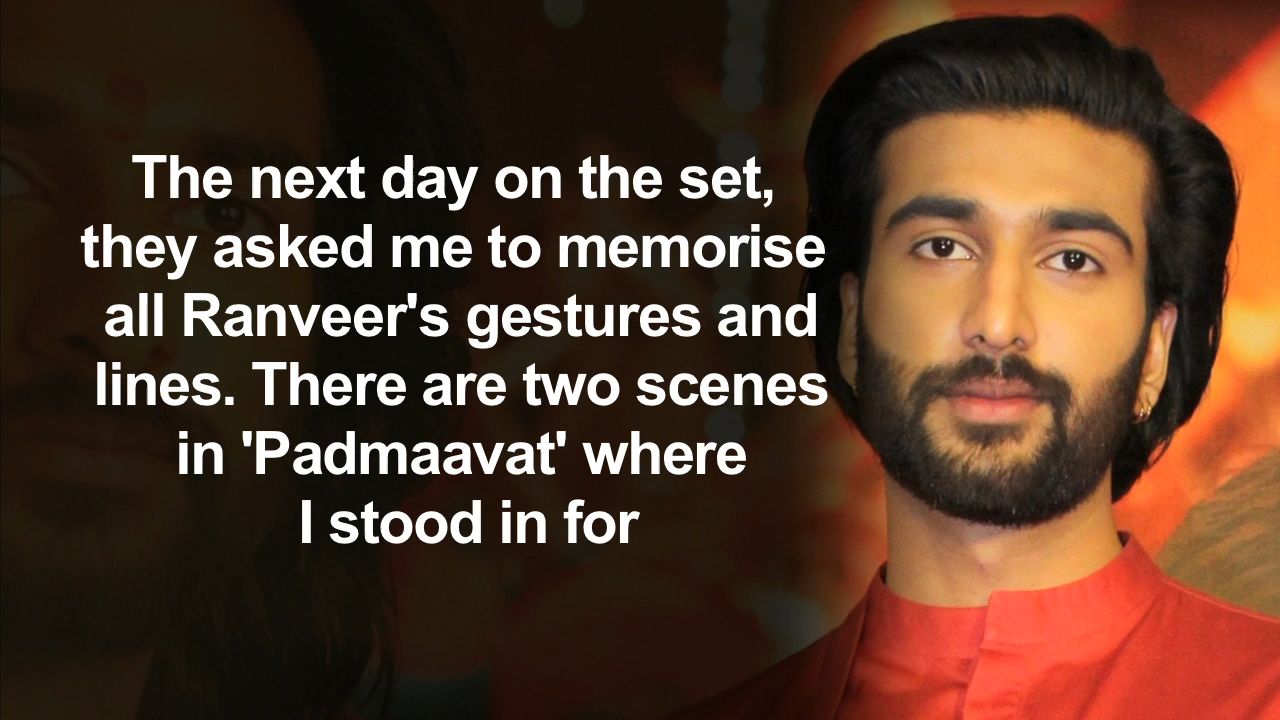 The next day on the set,
they asked me to memorise
all Ranveer's gestures and
lines. There are two scenes
in 'Padmaavat' where
I stood in for